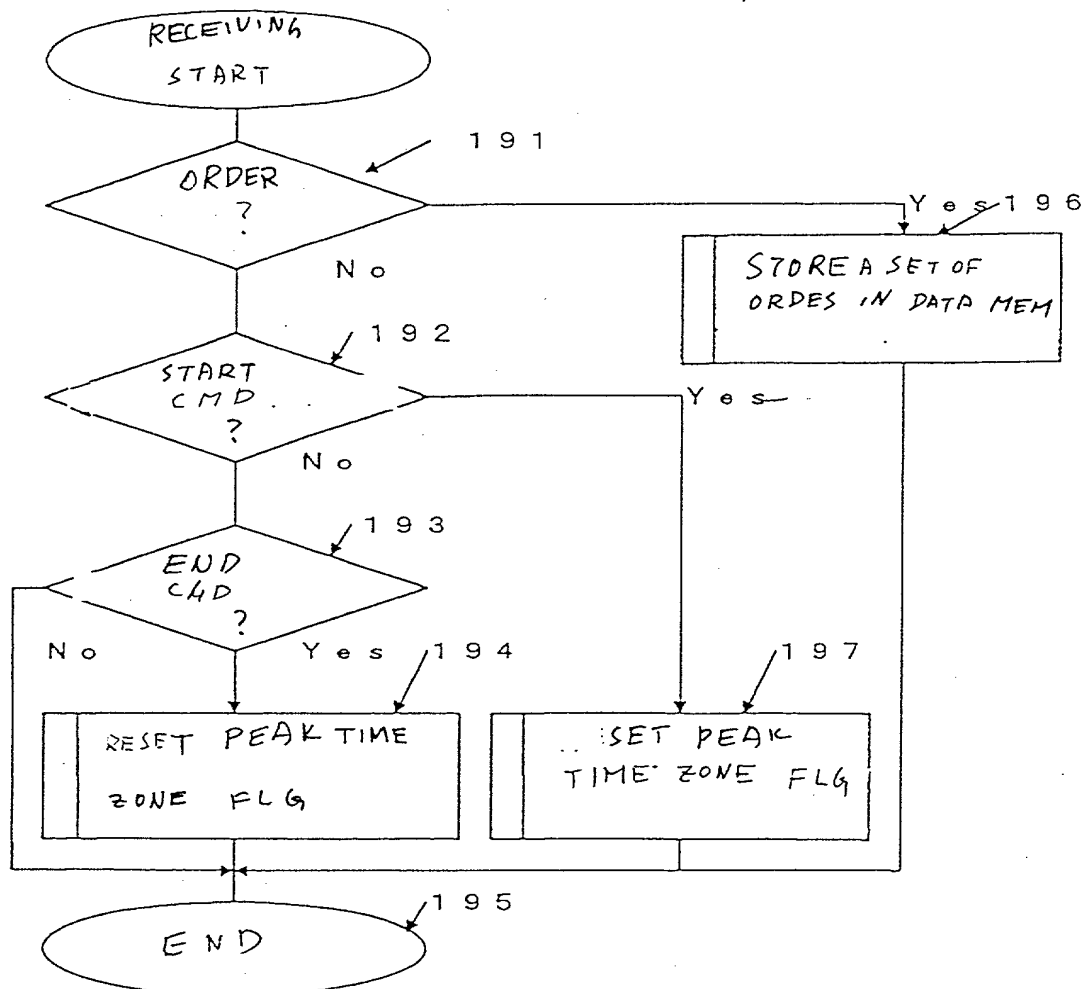 RECEIVING
START
191
ORDER
?
Yes 196
No
STORE A SET OF
ORDES IN DATA MEM
192
START
CMD
?
Yes
No
193
END
CMD
?
No
Yes
194
197
RESET PEAK TIME
ZONE FLG
SET PEAK
TIME ZONE FLG
195
END